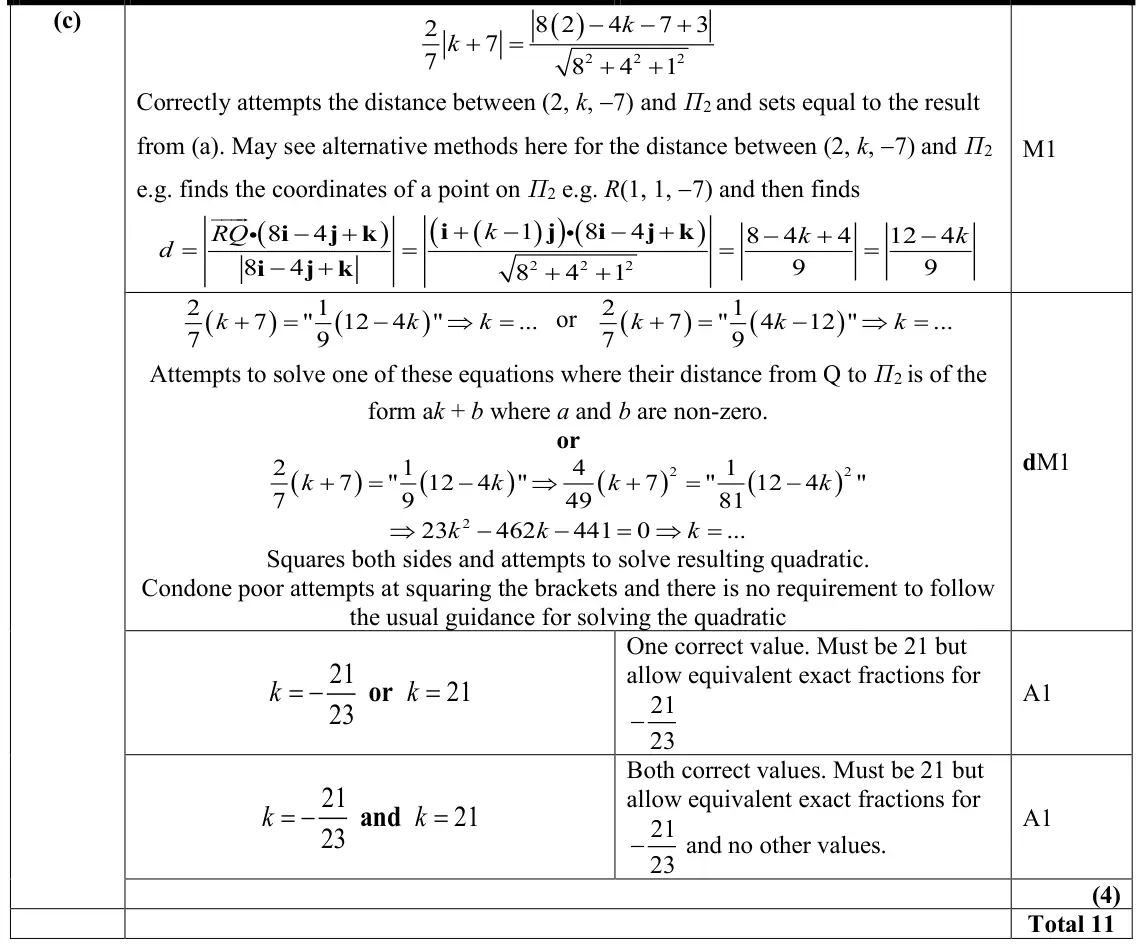 (c)
2/7 |k + 7| = |8(2) − 4k − 7 + 3| / √(8² + 4² + 1²)
Correctly attempts the distance between (2, k, −7) and Π₂ and sets equal to the result
from (a). May see alternative methods here for the distance between (2, k, −7) and Π₂
M1
e.g. finds the coordinates of a point on Π₂ e.g. R(1, 1, −7) and then finds
d = |RQ⃗•(8i − 4j + k) / |8i − 4j + k|| = |(i + (k − 1)j)•(8i − 4j + k) / √(8² + 4² + 1²)| = |(8 − 4k + 4) / 9| = |(12 − 4k) / 9|
2/7 (k + 7) = "1/9 (12 − 4k)" ⇒ k = ... or 2/7 (k + 7) = "1/9 (4k − 12)" ⇒ k = ...
Attempts to solve one of these equations where their distance from Q to Π₂ is of the
form ak + b where a and b are non-zero.
or
2/7 (k + 7) = "1/9 (12 − 4k)" ⇒ 4/49 (k + 7)² = "1/81 (12 − 4k)²"
dM1
⇒ 23k² − 462k − 441 = 0 ⇒ k = ...
Squares both sides and attempts to solve resulting quadratic.
Condone poor attempts at squaring the brackets and there is no requirement to follow
the usual guidance for solving the quadratic
k = −21/23 or k = 21
One correct value. Must be 21 but
allow equivalent exact fractions for
−21/23
A1
k = −21/23 and k = 21
Both correct values. Must be 21 but
allow equivalent exact fractions for
−21/23 and no other values.
A1
(4)
Total 11